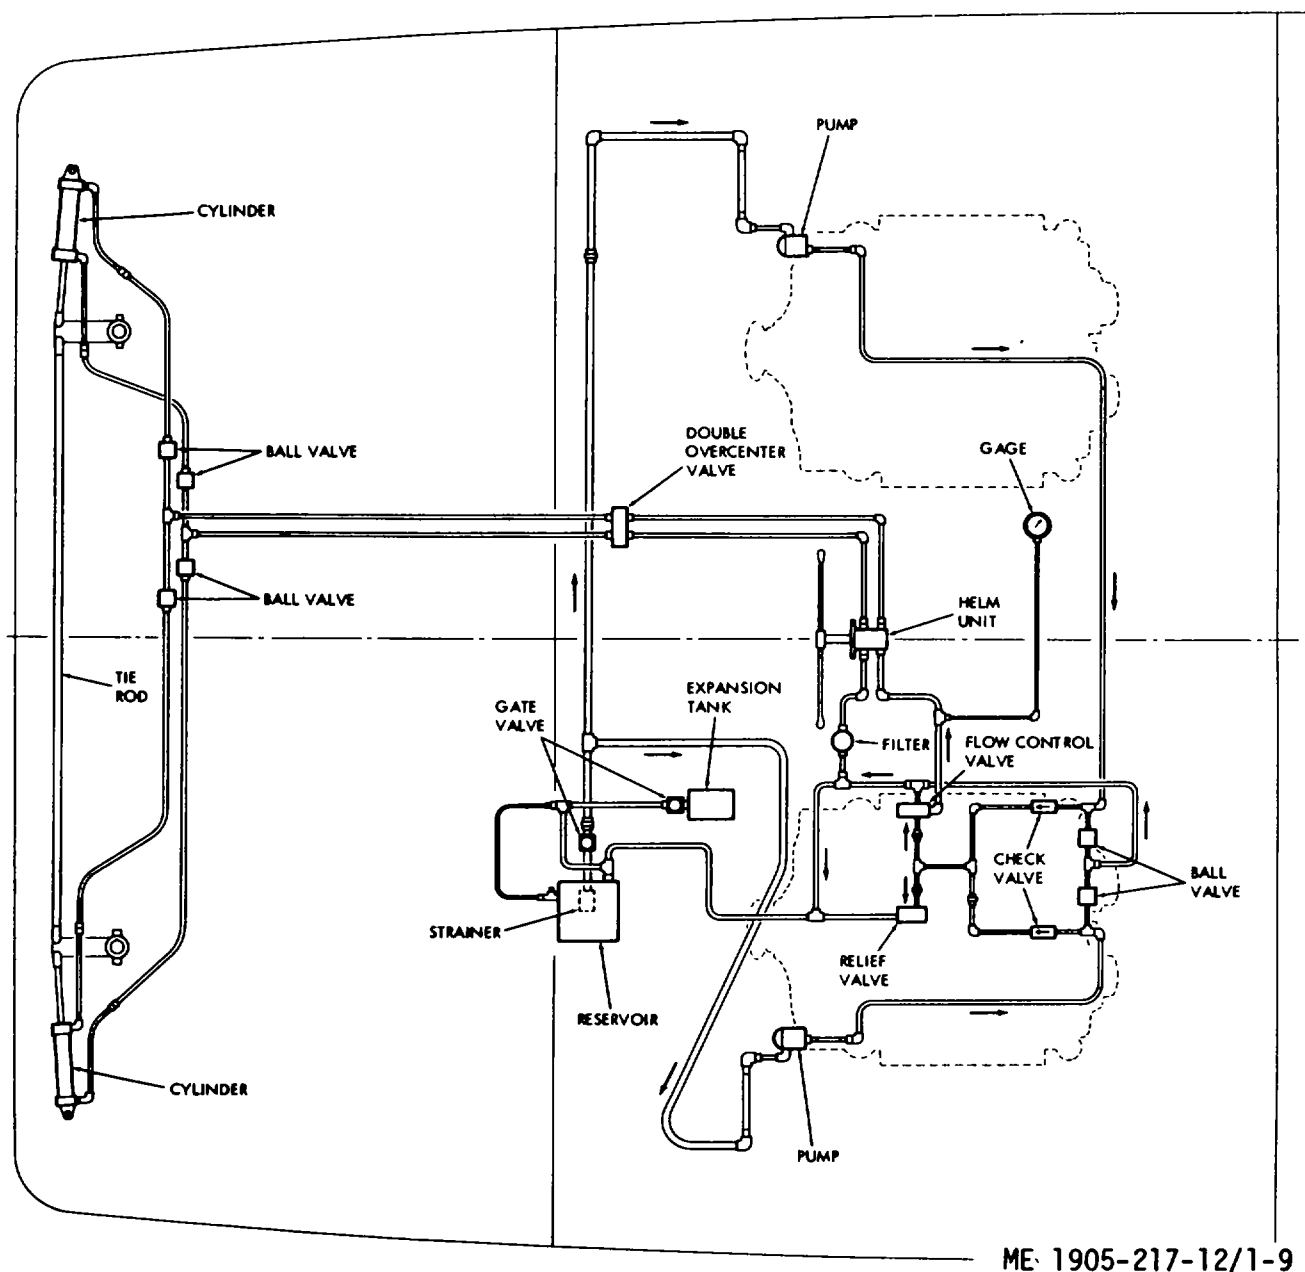 PUMP
CYLINDER
DOUBLE
OVERCENTER
VALVE
GAGE
BALL VALVE
BALL VALVE
HELM
UNIT
TIE
ROD
EXPANSION
TANK
GATE
VALVE
FILTER
FLOW CONTROL
VALVE
CHECK
VALVE
BALL
VALVE
STRAINER
RELIEF
VALVE
RESERVOIR
CYLINDER
PUMP
ME 1905-217-12/1-9